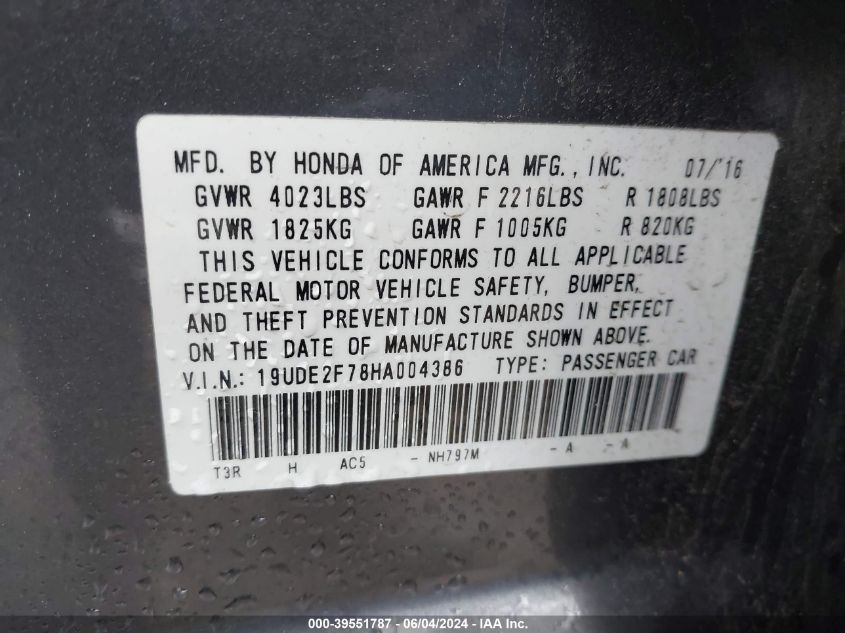 MFD. BY HONDA OF AMERICA MFG., INC. 07/'16
GVWR 4023LBS GAWR F 2216LBS R 1808LBS
GVWR 1825KG GAWR F 1005KG R 820KG
THIS VEHICLE CONFORMS TO ALL APPLICABLE
FEDERAL MOTOR VEHICLE SAFETY, BUMPER,
AND THEFT PREVENTION STANDARDS IN EFFECT
ON THE DATE OF MANUFACTURE SHOWN ABOVE.
V.I.N.: 19UDE2F78HA004386 TYPE: PASSENGER CAR
T3R H AC5 - NH797M - A - A
000-39551787 - 06/04/2024 - IAA Inc.